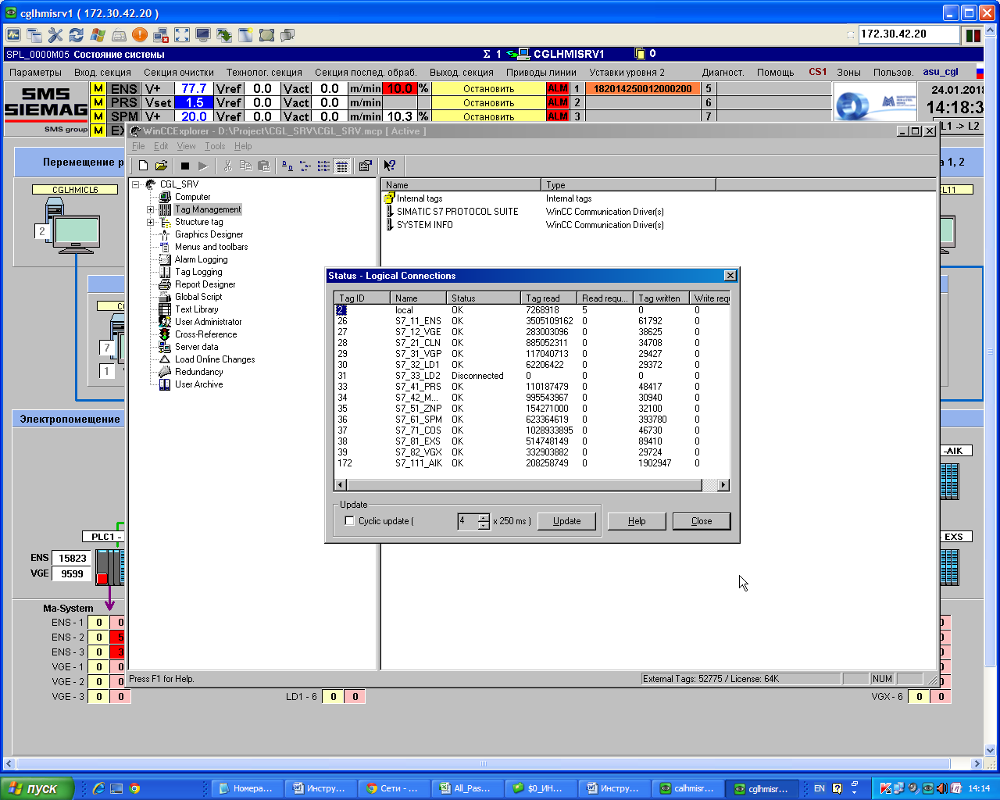 cglhmisrv1 ( 172.30.42.20 )
172.30.42.20
SPL_0000M05 Состояние системы
Σ 1
CGLHMISRV1
0
Параметры Вход. секция Секция очистки Технолог. секция Секция послед. обраб. Выход. секция Приводы линии Уставки уровня 2 Диагност. Помощь CS1 Зоны Пользов. asu_cgl
SMS SIEMAG
SMS group
M ENS V+ 77.7 Vref 0.0 Vact 0.0 m/min 10.0 % Остановить ALM 1 182014250012000200 5
M PRS Vset 1.5 Vref 0.0 Vact 0.0 m/min Остановить ALM 2 6
M SPM V+ 20.0 Vref 0.0 Vact 0.0 m/min 10.3 % Остановить ALM 3 7
24.01.2018
14:18:3
M EX
L1 -> L2
WinCCExplorer - D:\Project\CGL_SRV\CGL_SRV.mcp [ Active ]
File Edit View Tools Help
Перемещение р
а 1, 2
CGLHMICL6
CL11
2
7
1
CGL_SRV
Computer
Tag Management
Structure tag
Graphics Designer
Menus and toolbars
Alarm Logging
Tag Logging
Report Designer
Global Script
Text Library
User Administrator
Cross-Reference
Server data
Load Online Changes
Redundancy
User Archive
Name Type
Internal tags Internal tags
SIMATIC S7 PROTOCOL SUITE WinCC Communication Driver(s)
SYSTEM INFO WinCC Communication Driver(s)
Status - Logical Connections
Tag ID Name Status Tag read Read requ... Tag written Write requ
2 local OK 7268918 5 0 0
26 S7_11_ENS OK 3505109162 0 61792 0
27 S7_12_VGE OK 283003096 0 38625 0
28 S7_21_CLN OK 885052311 0 34708 0
29 S7_31_VGP OK 117040713 0 29427 0
30 S7_32_LD1 OK 62206422 0 29372 0
31 S7_33_LD2 Disconnected 0 0 0 0
33 S7_41_PRS OK 110187479 0 48417 0
34 S7_42_M... OK 995543967 0 30940 0
35 S7_51_ZNP OK 154271000 0 32100 0
36 S7_61_SPM OK 623364619 0 393780 0
37 S7_71_COS OK 1028933895 0 46730 0
38 S7_81_EXS OK 514748149 0 89410 0
39 S7_82_VGX OK 332903882 0 29724 0
172 S7_111_AIK OK 208258749 0 1902947 0
Update
Cyclic update ( 4 x 250 ms ) Update Help Close
Электропомещение
-AIK
PLC1 -
- EXS
ENS 15823
VGE 9599
Ma-System
ENS - 1 0 0
ENS - 2 0 5
ENS - 3 0 3
VGE - 1 0 0
VGE - 2 0 0
VGE - 3 0 0
LD1 - 6 0 0
VGX - 6 0 0
Press F1 for Help.
External Tags: 52775 / License: 64K
NUM
пуск
Номера...
Инстру...
Сети - ...
All_Pas...
$0_ИН...
Инстру...
calhmisr...
cglhmisr...
EN
14:14